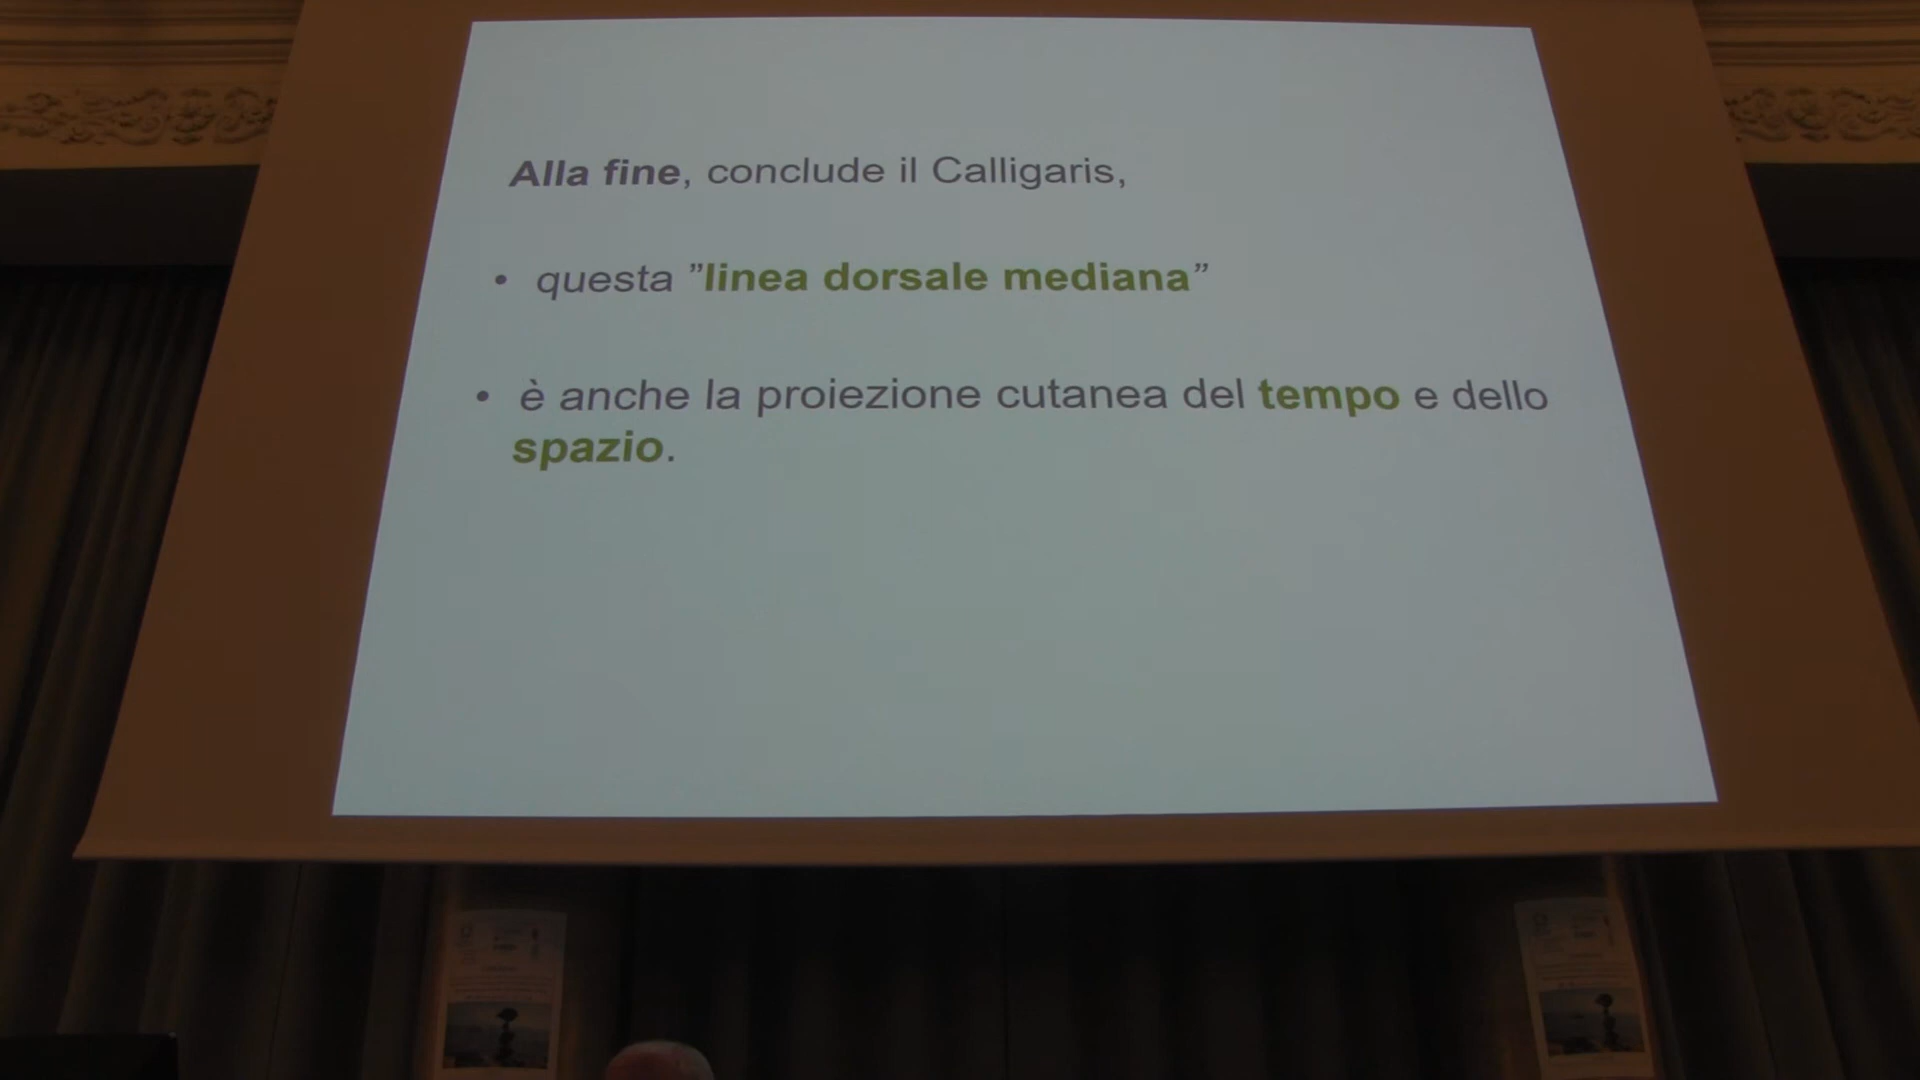 Alla fine, conclude il Calligaris,
• questa ”linea dorsale mediana”
• è anche la proiezione cutanea del tempo e dello
spazio.